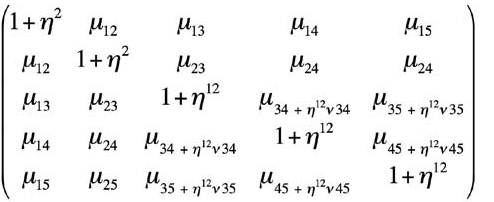 1+η² μ₁₂ μ₁₃ μ₁₄ μ₁₅
μ₁₂ 1+η² μ₂₃ μ₂₄ μ₂₄
μ₁₃ μ₂₃ 1+η¹² μ₃₄ ₊ η¹²ν34 μ₃₅ ₊ η¹²ν35
μ₁₄ μ₂₄ μ₃₄ ₊ η¹²ν34 1+η¹² μ₄₅ ₊ η¹²ν45
μ₁₅ μ₂₅ μ₃₅ ₊ η¹²ν35 μ₄₅ ₊ η¹²ν45 1+η¹²